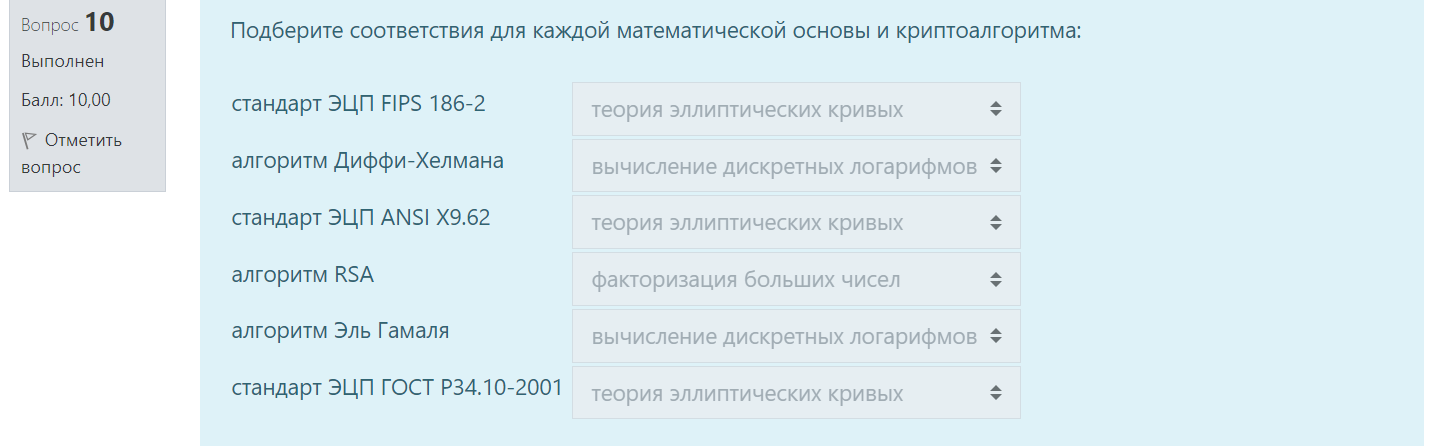 Вопрос 10
Выполнен
Балл: 10,00
Отметить
вопрос
Подберите соответствия для каждой математической основы и криптоалгоритма:
стандарт ЭЦП FIPS 186-2 теория эллиптических кривых
алгоритм Диффи-Хелмана вычисление дискретных логарифмов
стандарт ЭЦП ANSI X9.62 теория эллиптических кривых
алгоритм RSA факторизация больших чисел
алгоритм Эль Гамаля вычисление дискретных логарифмов
стандарт ЭЦП ГОСТ Р34.10-2001 теория эллиптических кривых